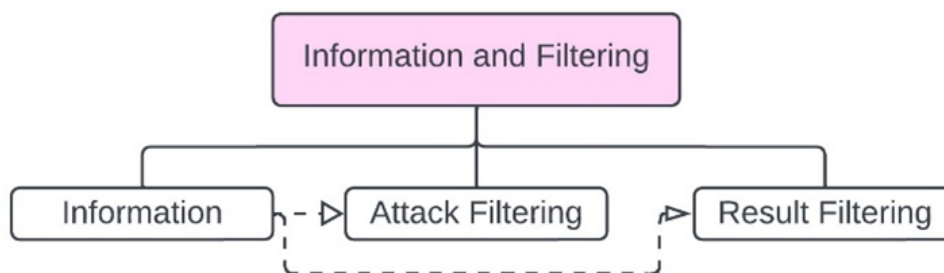 Information and Filtering
Information
Attack Filtering
Result Filtering